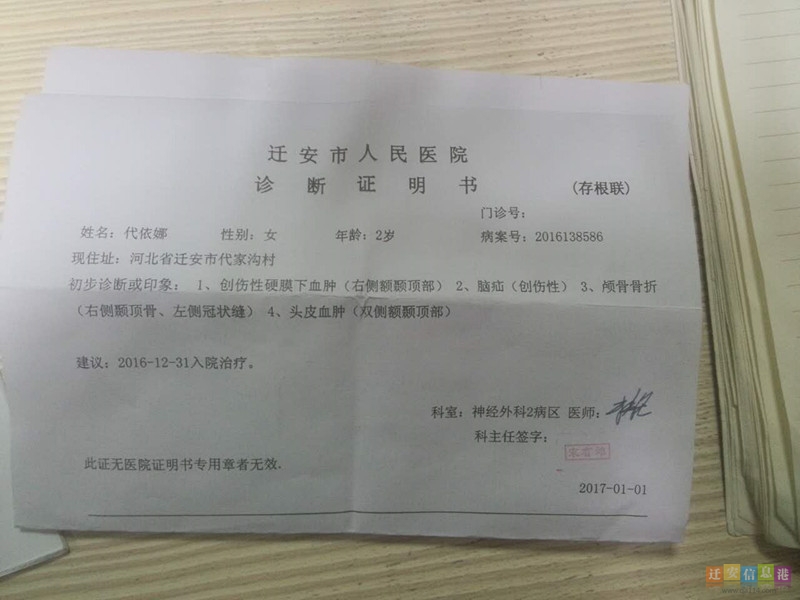 迁安市人民医院
诊断证明书 (存根联)
门诊号：
姓名：代依娜 性别：女 年龄：2岁 病案号：2016138586
现住址：河北省迁安市代家沟村
初步诊断或印象： 1、创伤性硬膜下血肿（右侧额颞顶部） 2、脑疝（创伤性） 3、颅骨骨折
（右侧颞顶骨、左侧冠状缝） 4、头皮血肿（双侧额颞顶部）
建议：2016-12-31入院治疗。
科室：神经外科2病区 医师：
科主任签字：
此证无医院证明书专用章者无效.
2017-01-01
迁安信息港